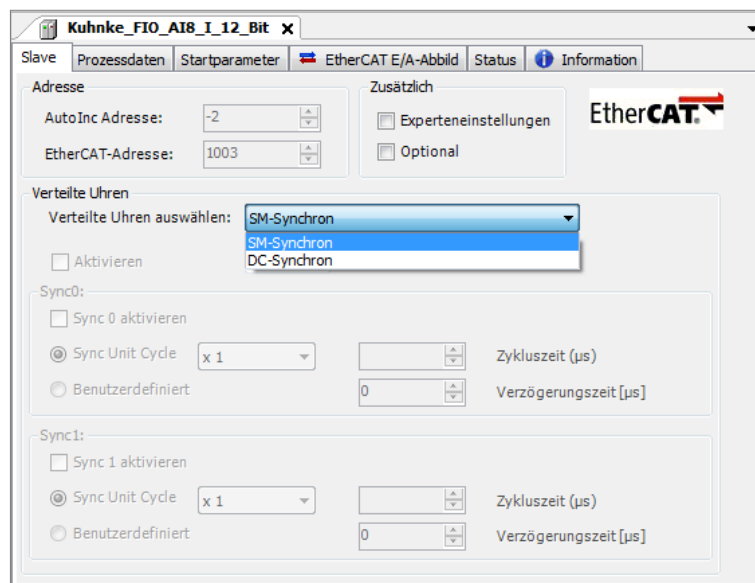 Kuhnke_FIO_AI8_I_12_Bit
Slave Prozessdaten Startparameter EtherCAT E/A-Abbild Status Information
Adresse Zusätzlich
AutoInc Adresse: -2 Experteneinstellungen
EtherCAT-Adresse: 1003 Optional
EtherCAT.
Verteilte Uhren
Verteilte Uhren auswählen: SM-Synchron
SM-Synchron
DC-Synchron
Aktivieren
Sync0:
Sync 0 aktivieren
Sync Unit Cycle x 1 Zykluszeit (µs)
Benutzerdefiniert 0 Verzögerungszeit[µs]
Sync1:
Sync 1 aktivieren
Sync Unit Cycle x 1 Zykluszeit (µs)
Benutzerdefiniert 0 Verzögerungszeit[µs]